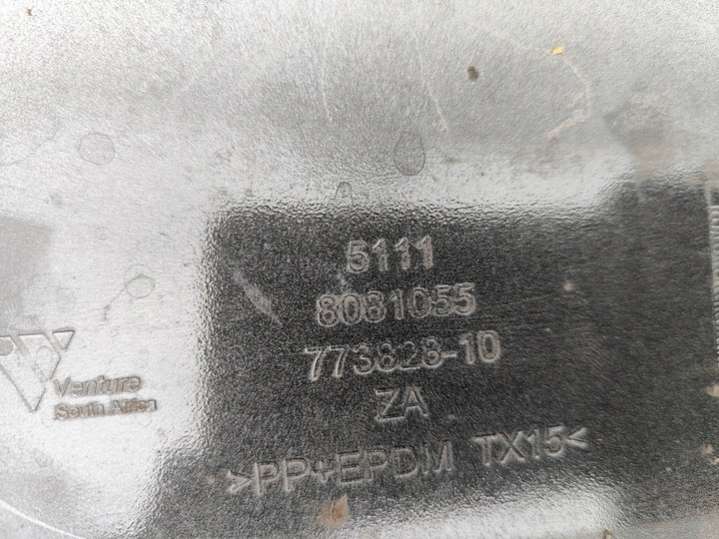 5111
8081055
773828-10
ZA
>PP+EPDM TX15<
Venture
South Africa